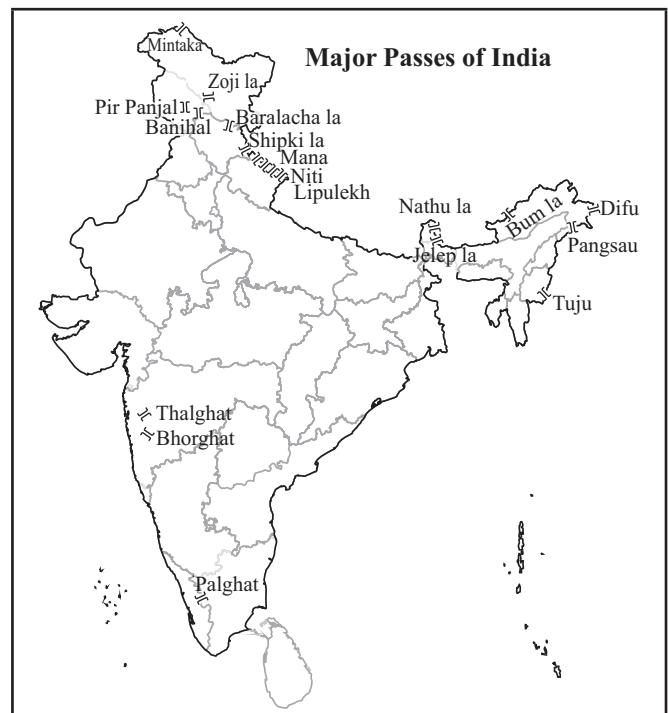 Major Passes of India
Mintaka
Zoji la
Pir Panjal
Banihal
Baralacha la
Shipki la
Mana
Niti
Lipulekh
Nathu la
Jelep la
Bum la
Difu
Pangsau
Tuju
Thalghat
Bhorghat
Palghat